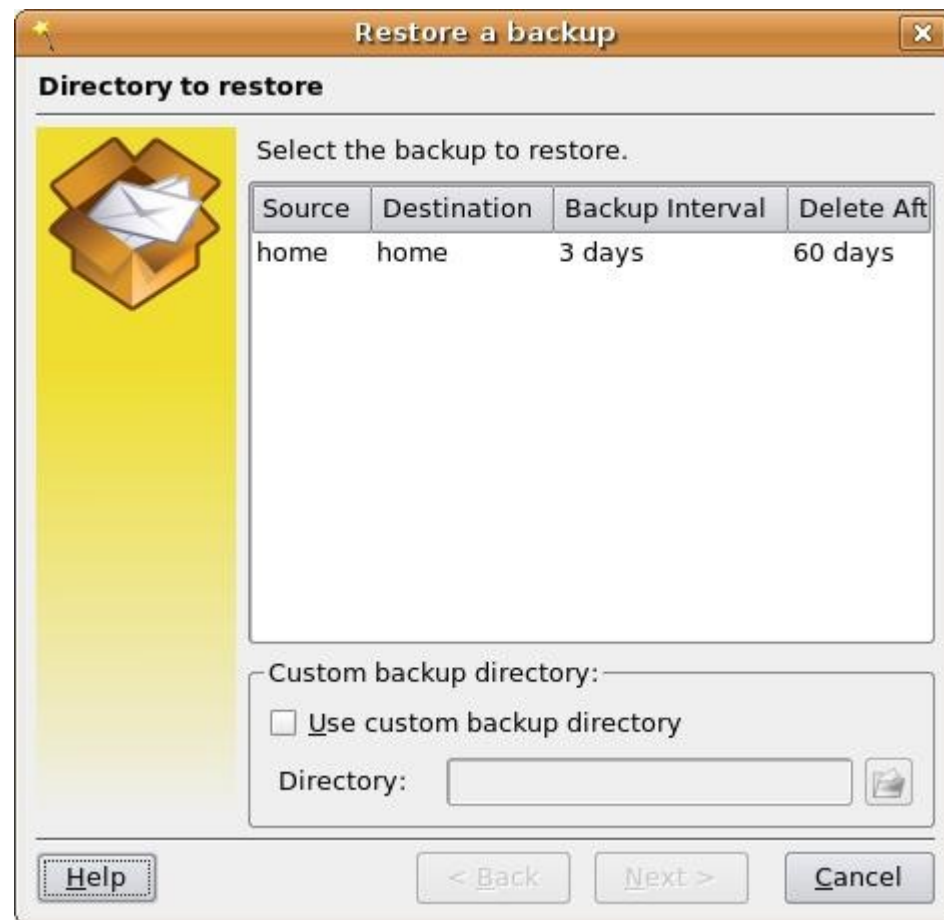 Restore a backup
Directory to restore
Select the backup to restore.
Source Destination Backup Interval Delete Aft
home home 3 days 60 days
Custom backup directory:
Use custom backup directory
Directory:
Help < Back Next > Cancel